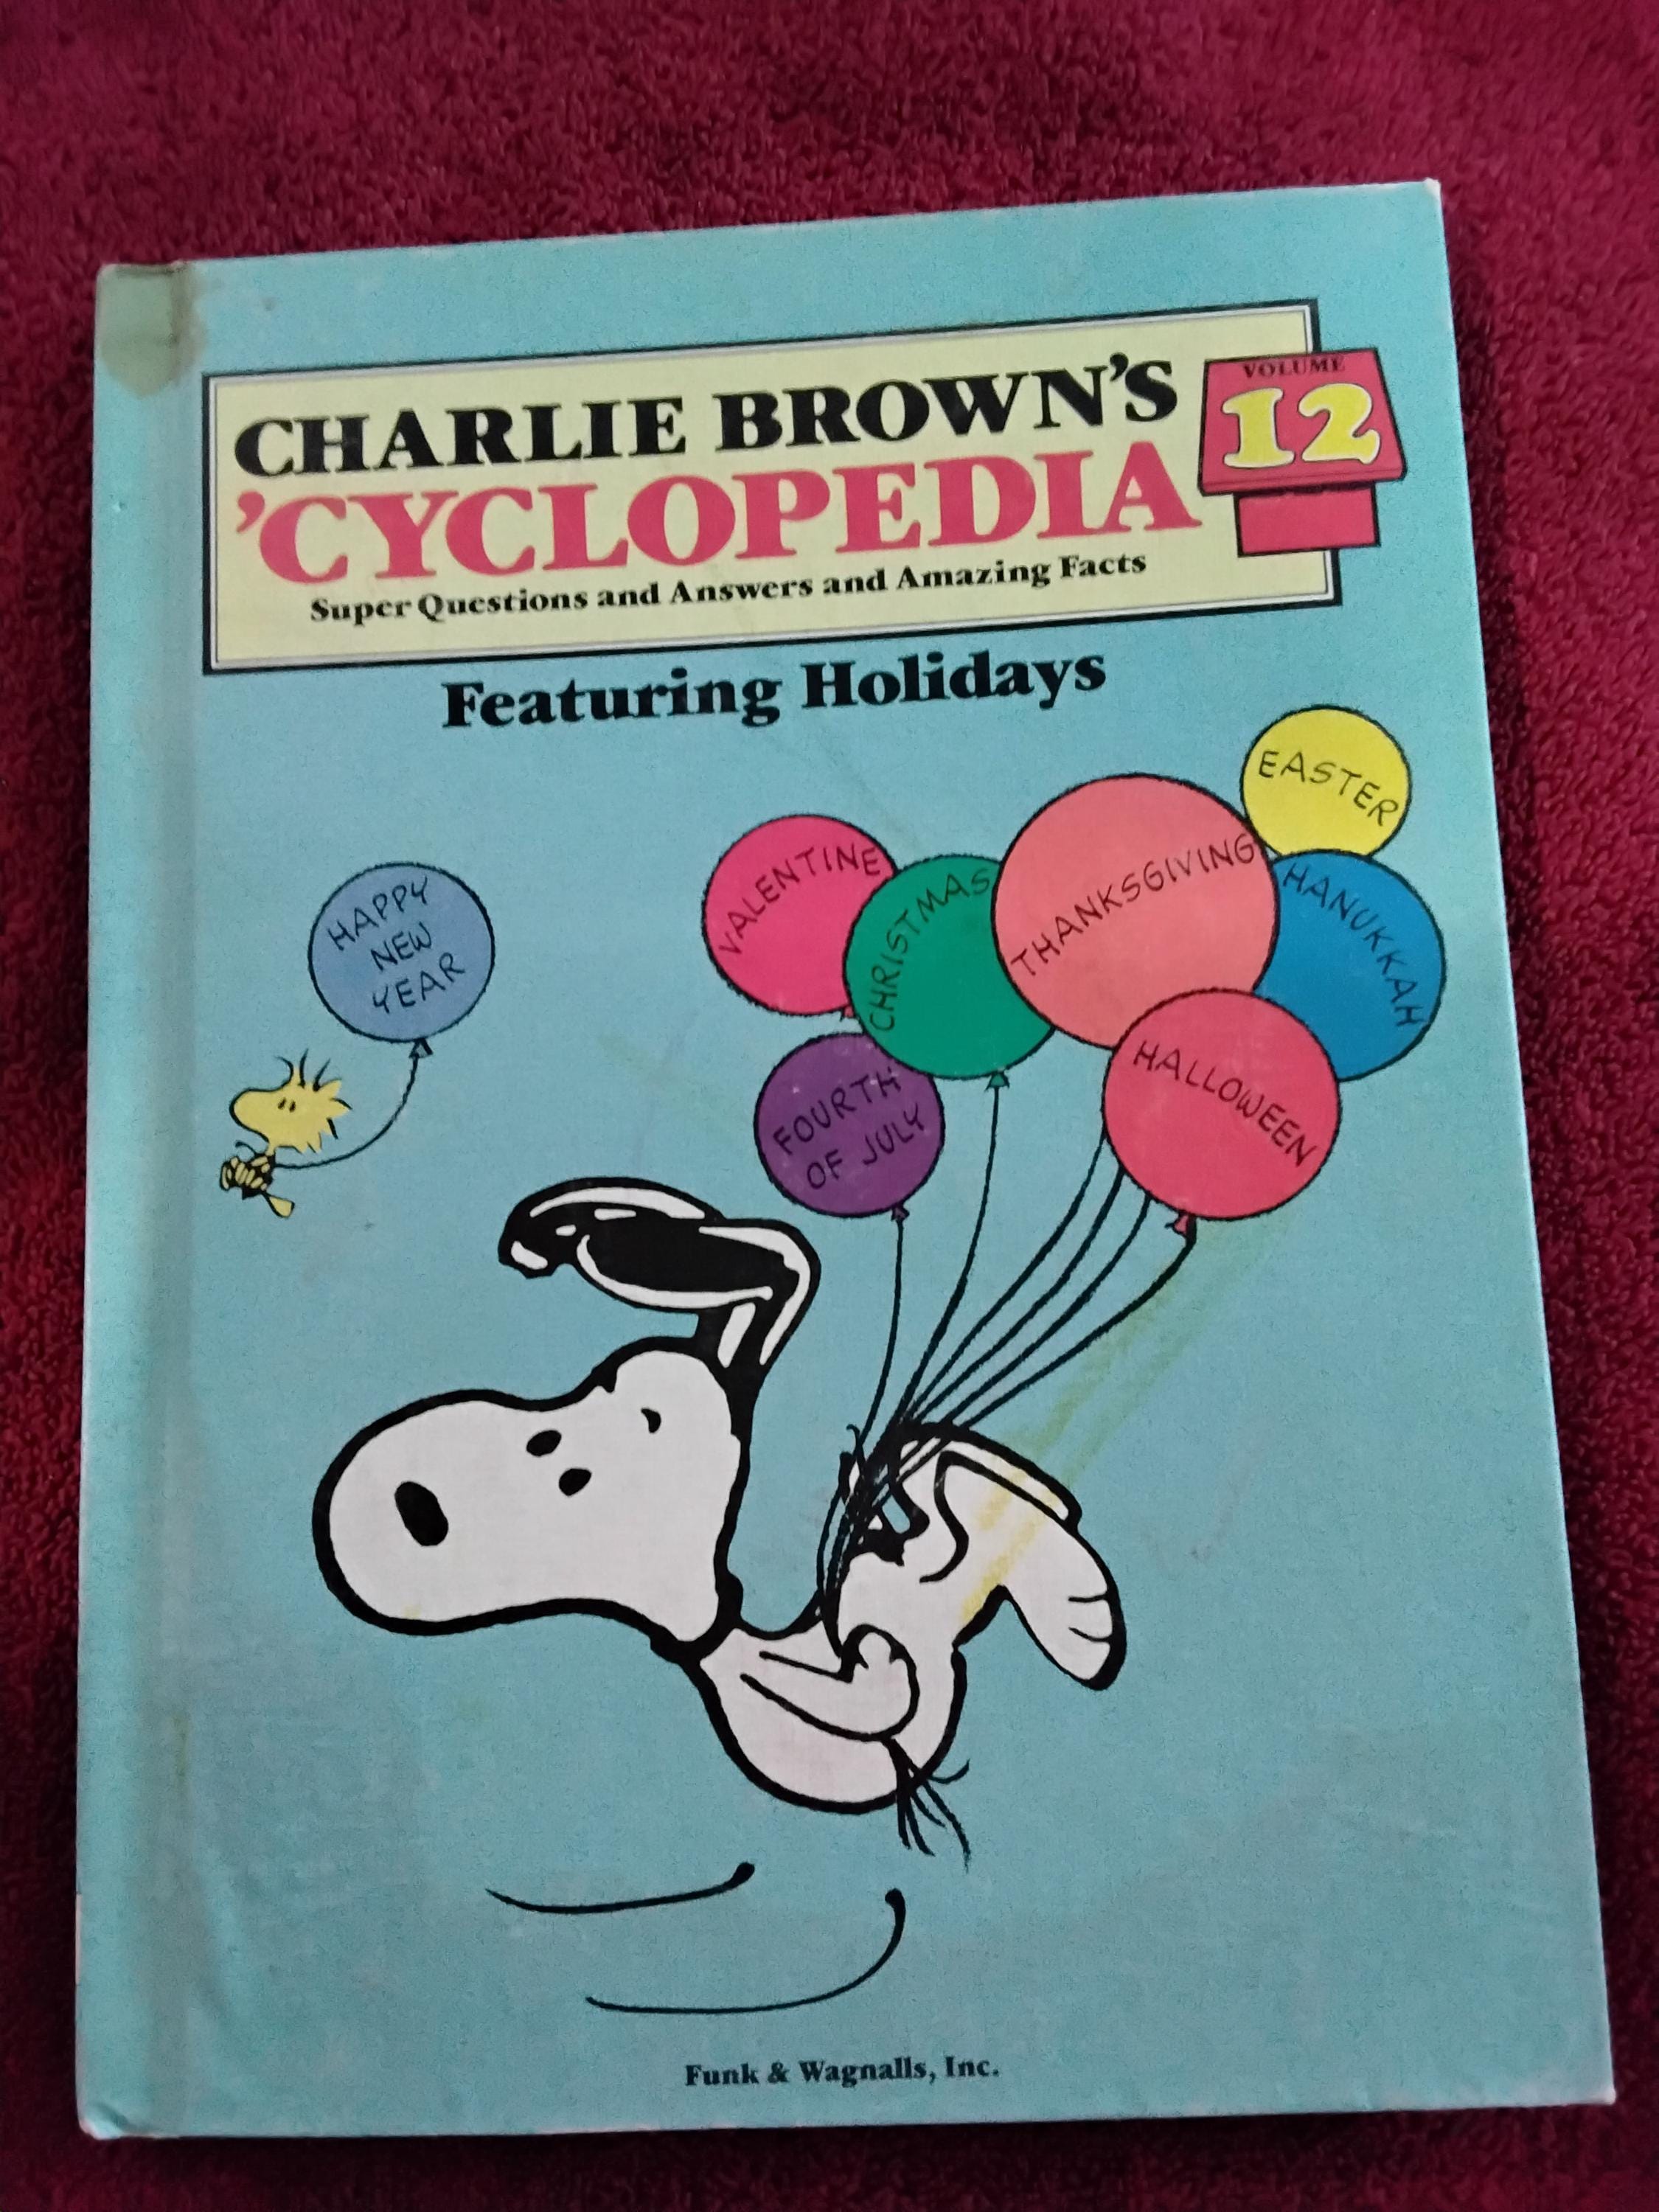 CHARLIE BROWN'S
'CYCLOPEDIA
Super Questions and Answers and Amazing Facts
VOLUME
12
Featuring Holidays
HAPPY
NEW
YEAR
VALENTINE
CHRISTMAS
THANKSGIVING
EASTER
HANUKKAH
FOURTH
OF JULY
HALLOWEEN
Funk & Wagnalls, Inc.